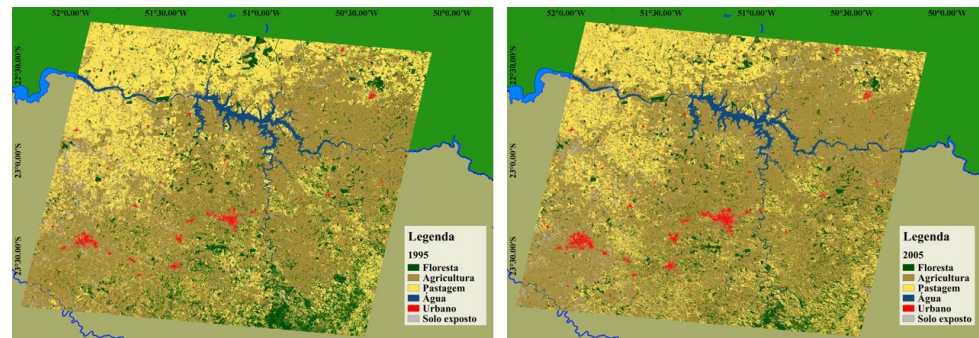 52°0.00'W 51°30.00'W 51°0.00'W 50°30.00'W 50°0.00'W
22°30.00'S
23°0.00'S
23°30.00'S
Legenda
1995
Floresta
Agricultura
Pastagem
Água
Urbano
Solo exposto
52°0.00'W 51°30.00'W 51°0.00'W 50°30.00'W 50°0.00'W
22°30.00'S
23°0.00'S
23°30.00'S
Legenda
2005
Floresta
Agricultura
Pastagem
Água
Urbano
Solo exposto